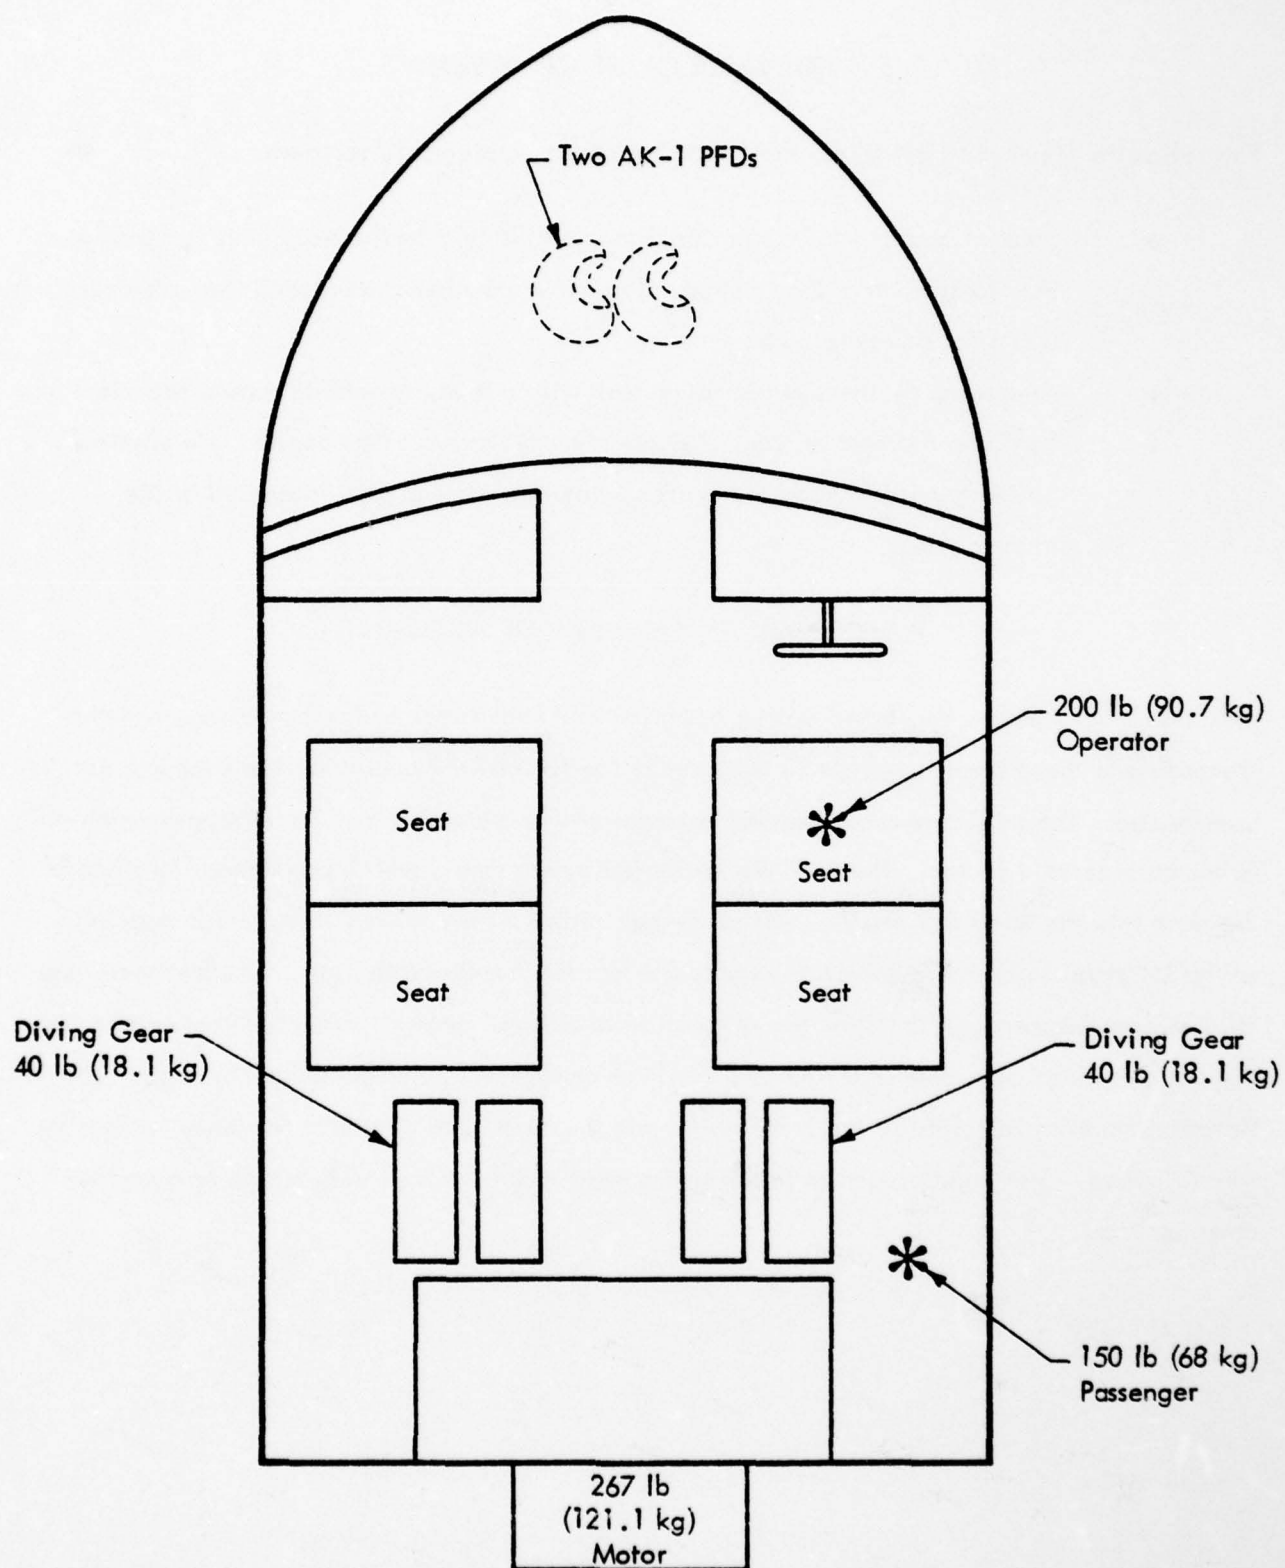 Two AK-1 PFDs
200 lb (90.7 kg)
Operator
Seat
Seat
Seat
Seat
Diving Gear
40 lb (18.1 kg)
Diving Gear
40 lb (18.1 kg)
150 lb (68 kg)
Passenger
267 lb
(121.1 kg)
Motor